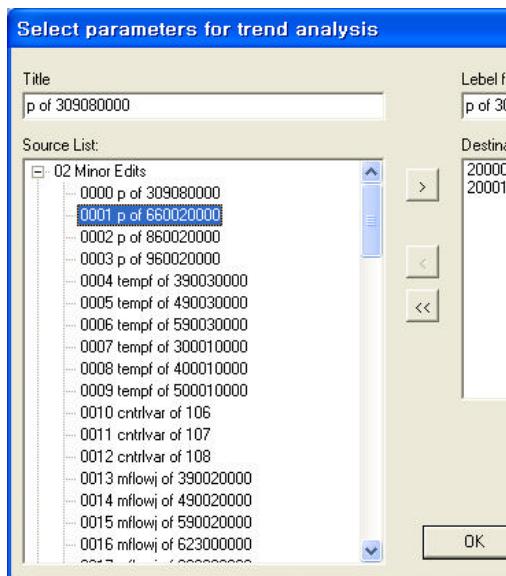 Select parameters for trend analysis
Title
Lebel f
p of 309080000
p of 30
Source List:
Destina
02 Minor Edits
0000 p of 309080000
0001 p of 660020000
0002 p of 860020000
0003 p of 960020000
0004 tempf of 390030000
0005 tempf of 490030000
0006 tempf of 590030000
0007 tempf of 300010000
0008 tempf of 400010000
0009 tempf of 500010000
0010 cntrlvar of 106
0011 cntrlvar of 107
0012 cntrlvar of 108
0013 mflowj of 390020000
0014 mflowj of 490020000
0015 mflowj of 590020000
0016 mflowj of 623000000
20000
20001
>
<
<<
OK